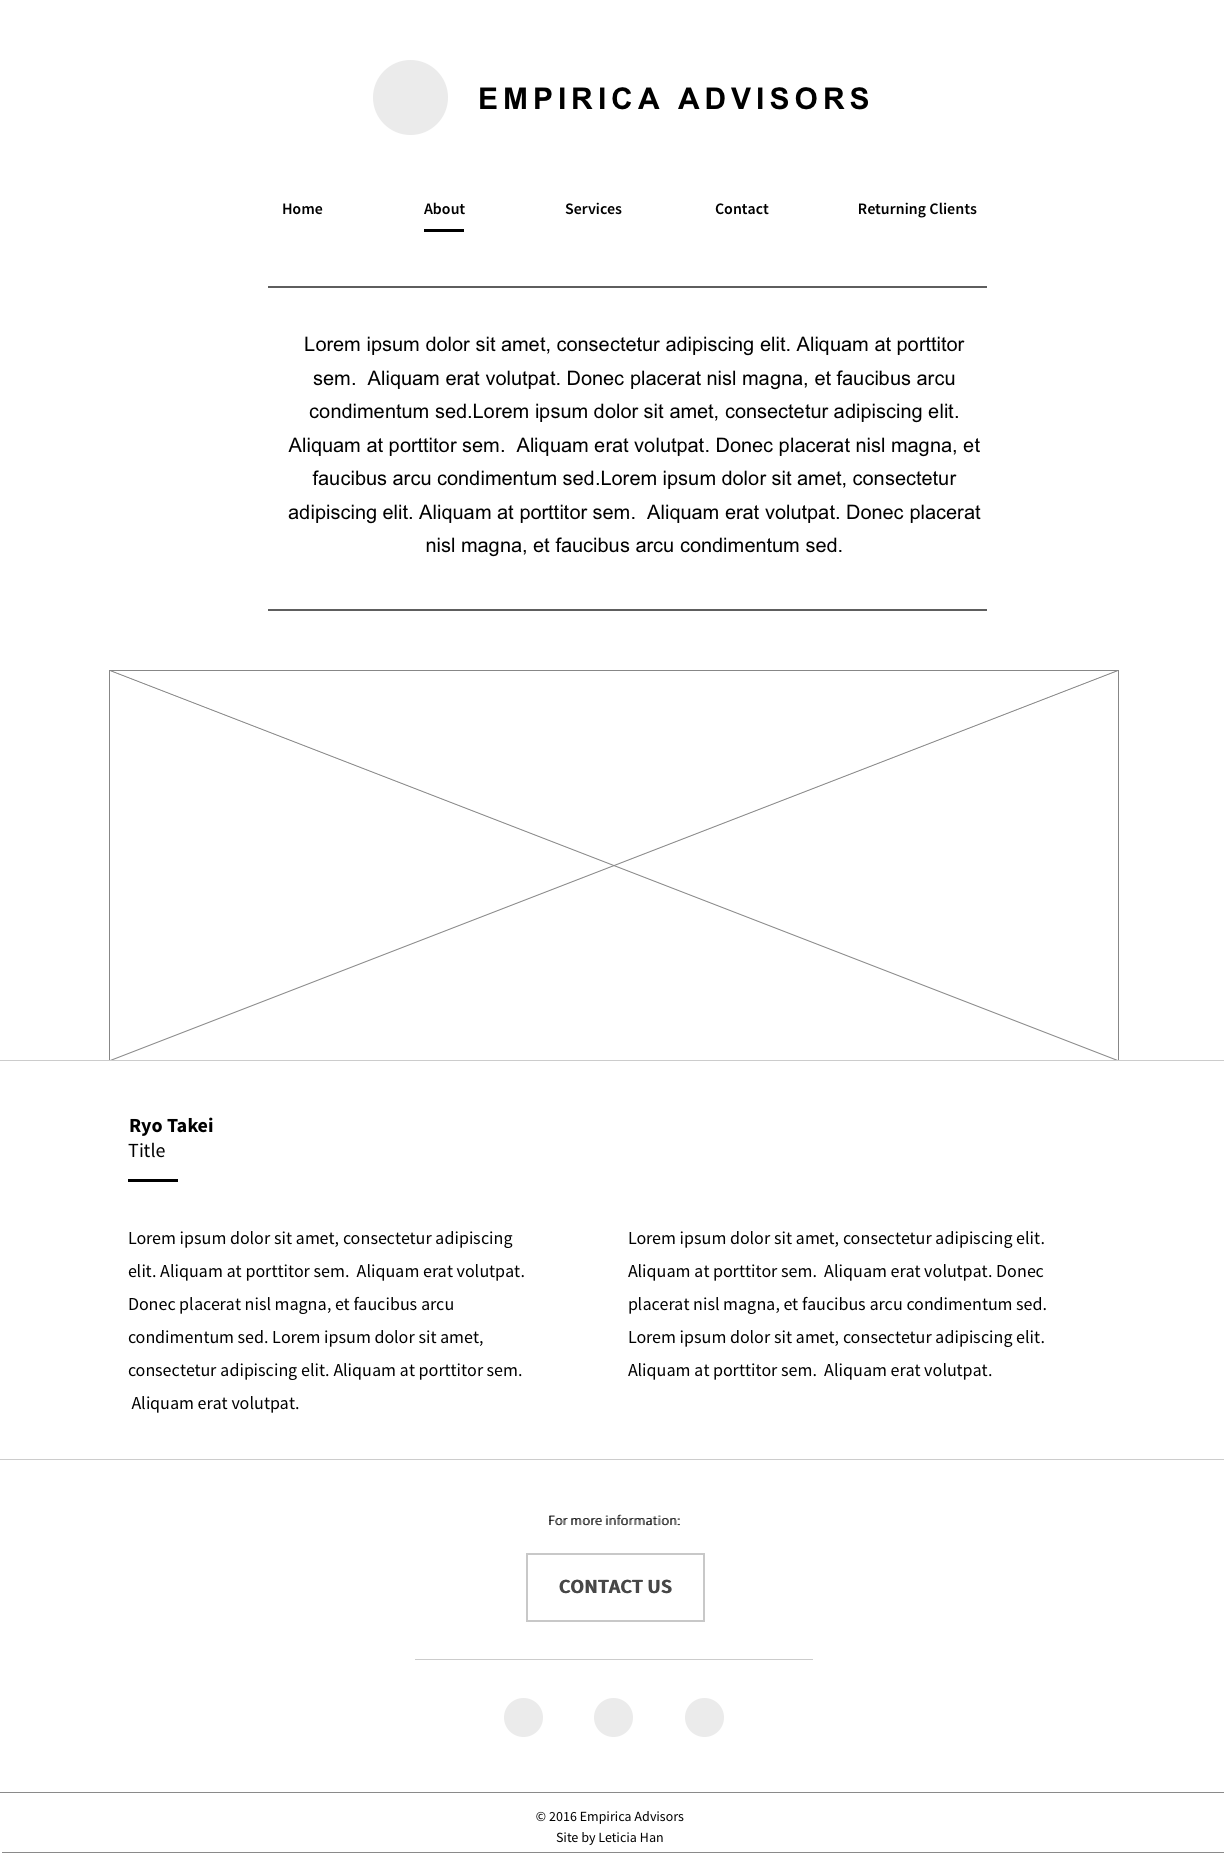 EMPIRICA ADVISORS
Home About Services Contact Returning Clients
Lorem ipsum dolor sit amet, consectetur adipiscing elit. Aliquam at porttitor
sem.  Aliquam erat volutpat. Donec placerat nisl magna, et faucibus arcu
condimentum sed.Lorem ipsum dolor sit amet, consectetur adipiscing elit.
Aliquam at porttitor sem.  Aliquam erat volutpat. Donec placerat nisl magna, et
faucibus arcu condimentum sed.Lorem ipsum dolor sit amet, consectetur
adipiscing elit. Aliquam at porttitor sem.  Aliquam erat volutpat. Donec placerat
nisl magna, et faucibus arcu condimentum sed.
Ryo Takei
Title
Lorem ipsum dolor sit amet, consectetur adipiscing
elit. Aliquam at porttitor sem.  Aliquam erat volutpat.
Donec placerat nisl magna, et faucibus arcu
condimentum sed. Lorem ipsum dolor sit amet,
consectetur adipiscing elit. Aliquam at porttitor sem.
Aliquam erat volutpat.
Lorem ipsum dolor sit amet, consectetur adipiscing elit.
Aliquam at porttitor sem.  Aliquam erat volutpat. Donec
placerat nisl magna, et faucibus arcu condimentum sed.
Lorem ipsum dolor sit amet, consectetur adipiscing elit.
Aliquam at porttitor sem.  Aliquam erat volutpat.
For more information:
CONTACT US
© 2016 Empirica Advisors
Site by Leticia Han